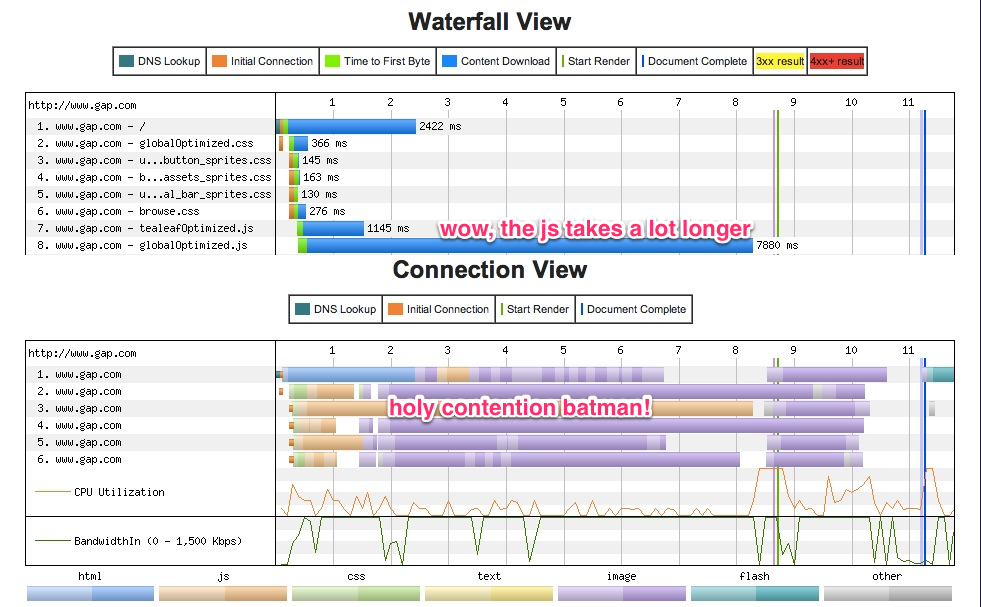 Waterfall View
DNS Lookup Initial Connection Time to First Byte Content Download Start Render Document Complete 3xx result 4xx+ result
http://www.gap.com 1 2 3 4 5 6 7 8 9 10 11
1. www.gap.com - / 2422 ms
2. www.gap.com - globalOptimized.css 366 ms
3. www.gap.com - u...button_sprites.css 145 ms
4. www.gap.com - b...assets_sprites.css 163 ms
5. www.gap.com - u...al_bar_sprites.css 130 ms
6. www.gap.com - browse.css 276 ms
7. www.gap.com - tealeafOptimized.js 1145 ms wow, the js takes a lot longer
8. www.gap.com - globalOptimized.js 7880 ms
Connection View
DNS Lookup Initial Connection Start Render Document Complete
http://www.gap.com 1 2 3 4 5 6 7 8 9 10 11
1. www.gap.com
2. www.gap.com
3. www.gap.com holy contention batman!
4. www.gap.com
5. www.gap.com
6. www.gap.com
CPU Utilization
BandwidthIn (0 - 1,500 Kbps)
html js css text image flash other